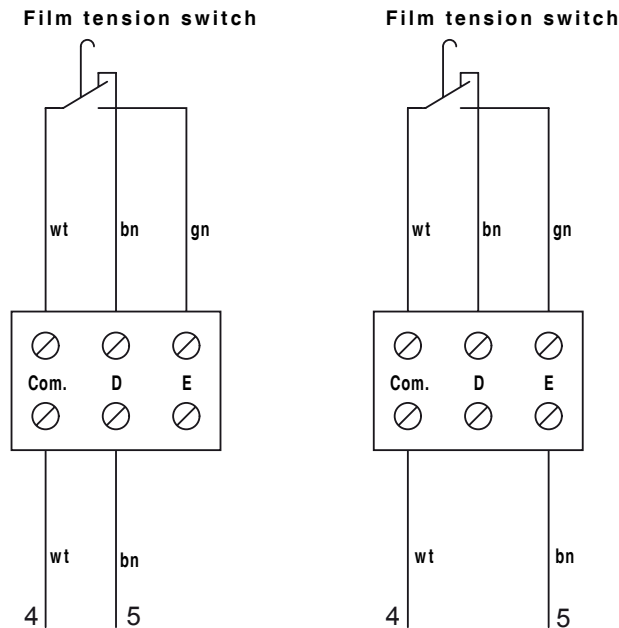 Film tension switch Film tension switch
wt bn gn wt bn gn
Com. D E Com. D E
wt bn wt bn
4 5 4 5